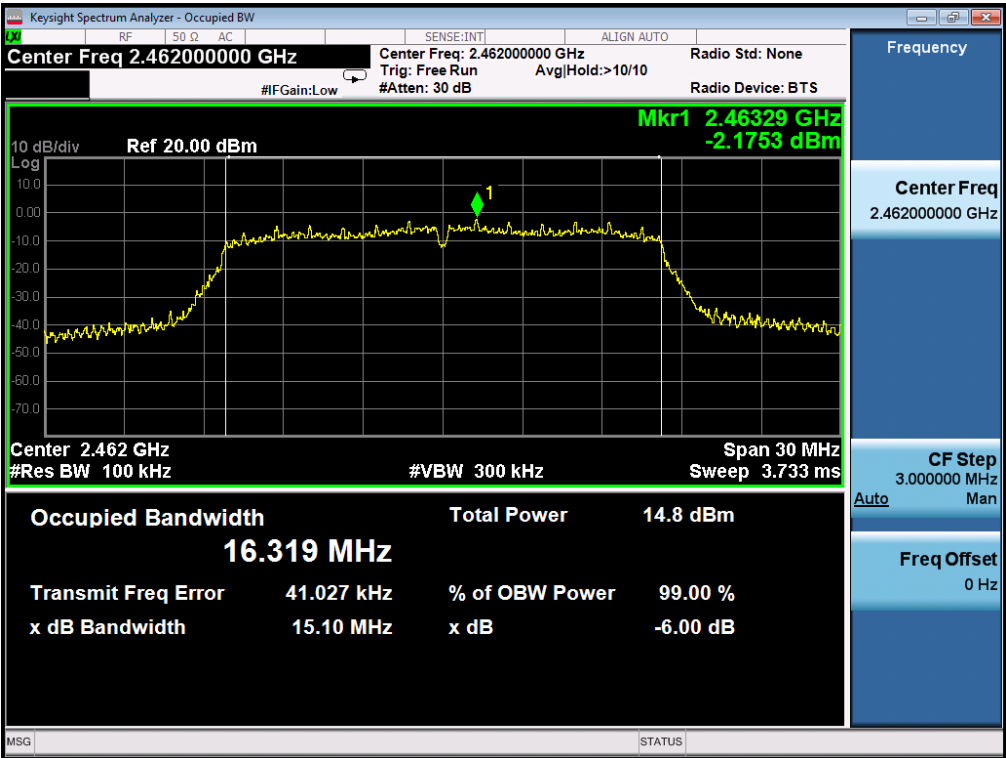 Keysight Spectrum Analyzer - Occupied BW
LXI RF 50 Ω AC SENSE:INT ALIGN AUTO
Center Freq 2.462000000 GHz
Center Freq: 2.462000000 GHz Radio Std: None
Trig: Free Run Avg|Hold:>10/10
#IFGain:Low #Atten: 30 dB Radio Device: BTS
Mkr1 2.46329 GHz
-2.1753 dBm
10 dB/div Ref 20.00 dBm
Log
10.0
0.00
-10.0
-20.0
-30.0
-40.0
-50.0
-60.0
-70.0
1
Center 2.462 GHz Span 30 MHz
#Res BW 100 kHz #VBW 300 kHz Sweep 3.733 ms
Occupied Bandwidth Total Power 14.8 dBm
16.319 MHz
Transmit Freq Error 41.027 kHz % of OBW Power 99.00 %
x dB Bandwidth 15.10 MHz x dB -6.00 dB
MSG STATUS
Frequency
Center Freq
2.462000000 GHz
CF Step
3.000000 MHz
Auto Man
Freq Offset
0 Hz